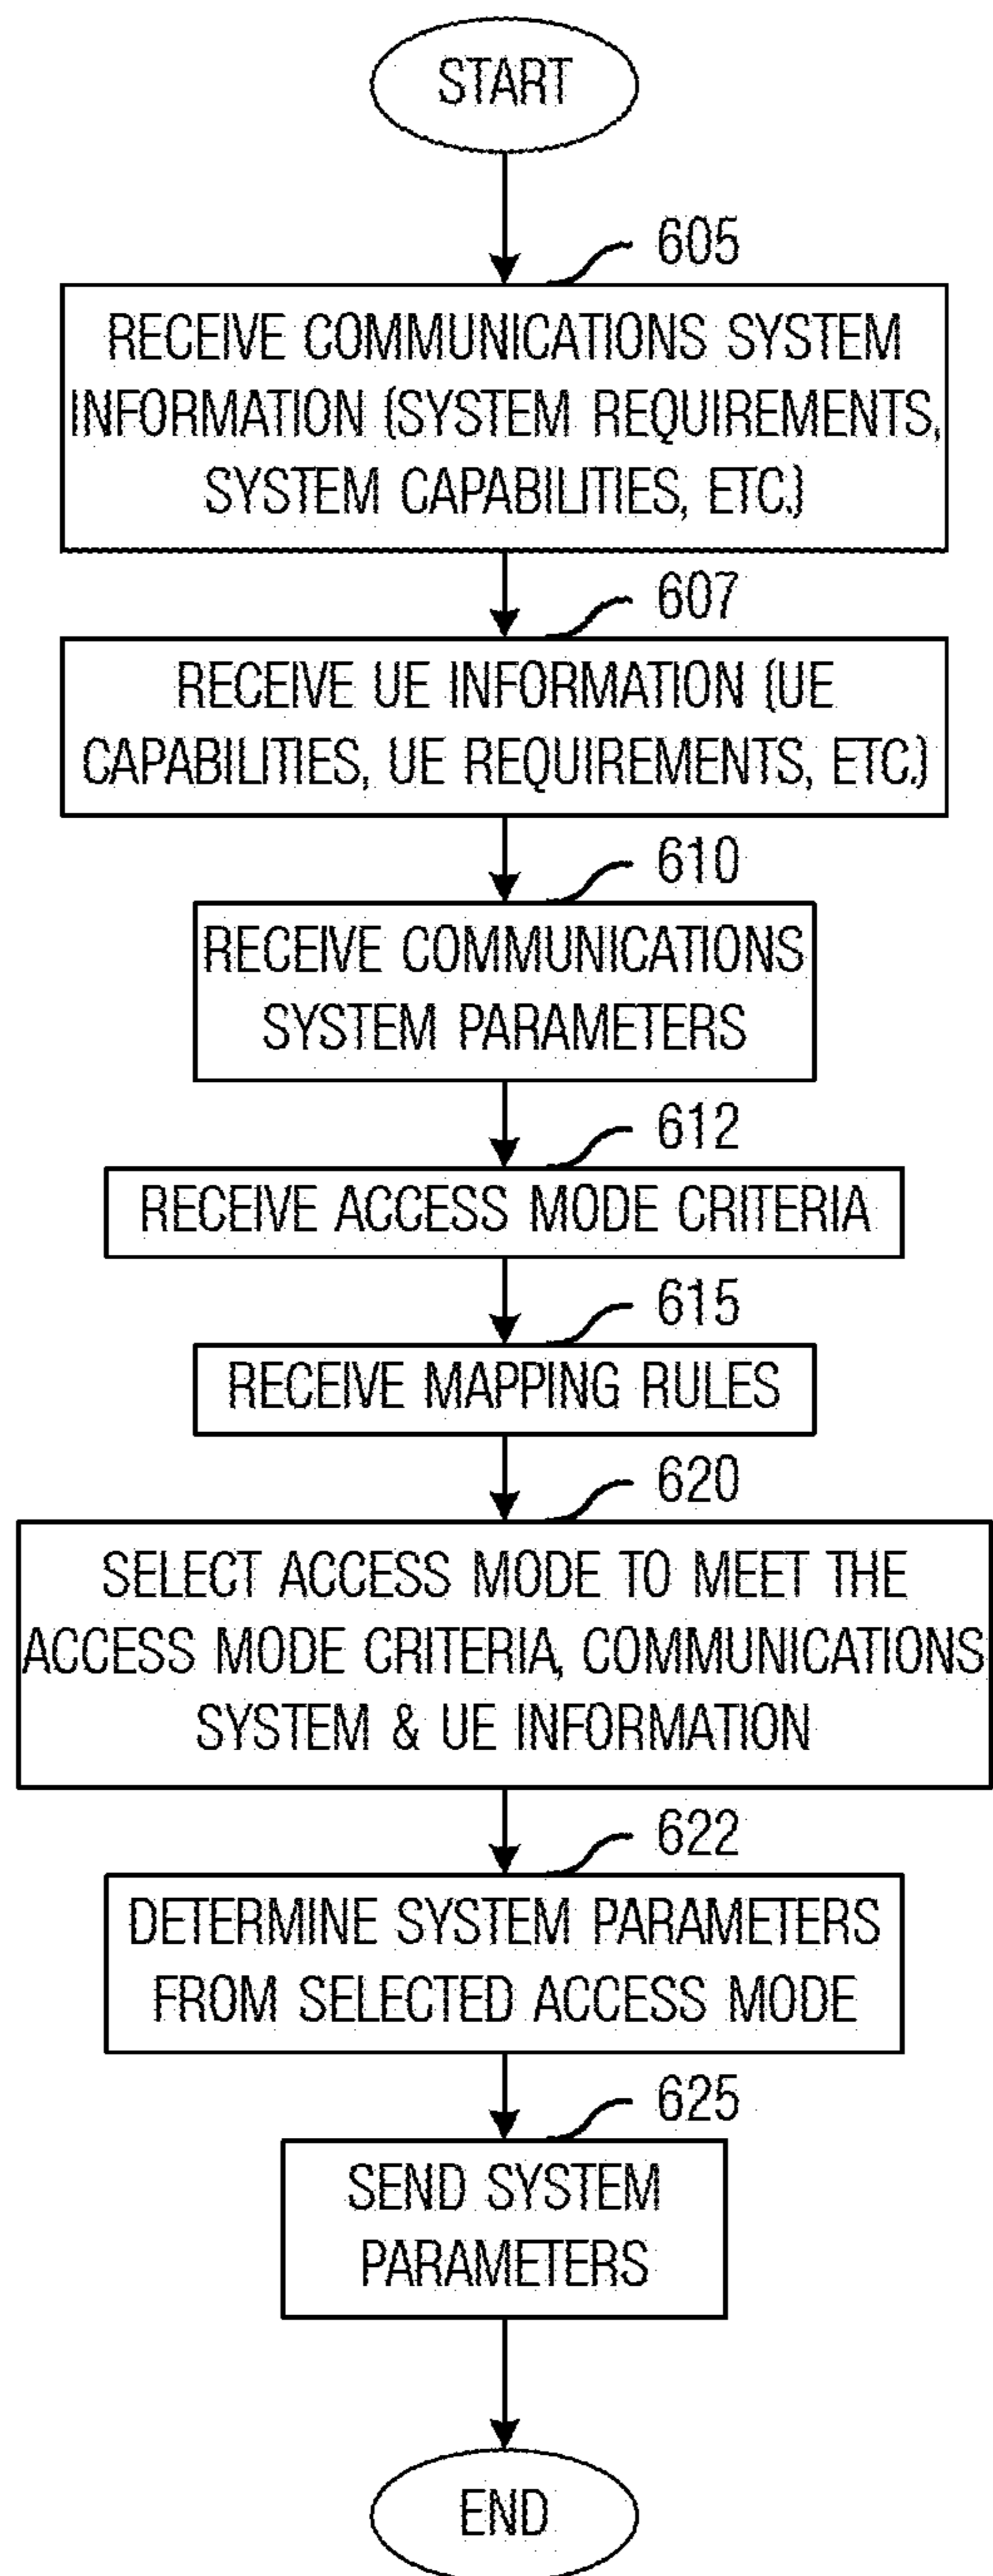 START
605
RECEIVE COMMUNICATIONS SYSTEM
INFORMATION (SYSTEM REQUIREMENTS,
SYSTEM CAPABILITIES, ETC.)
607
RECEIVE UE INFORMATION (UE
CAPABILITIES, UE REQUIREMENTS, ETC.)
610
RECEIVE COMMUNICATIONS
SYSTEM PARAMETERS
612
RECEIVE ACCESS MODE CRITERIA
615
RECEIVE MAPPING RULES
620
SELECT ACCESS MODE TO MEET THE
ACCESS MODE CRITERIA, COMMUNICATIONS
SYSTEM & UE INFORMATION
622
DETERMINE SYSTEM PARAMETERS
FROM SELECTED ACCESS MODE
625
SEND SYSTEM
PARAMETERS
END